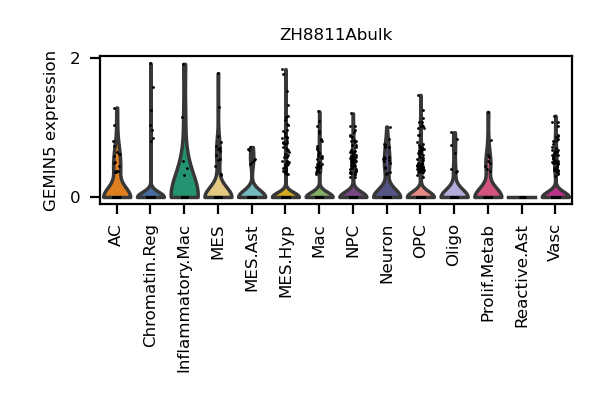 ZH8811Abulk
GEMIN5 expression
2
0
AC
Chromatin.Reg
Inflammatory.Mac
MES
MES.Ast
MES.Hyp
Mac
NPC
Neuron
OPC
Oligo
Prolif.Metab
Reactive.Ast
Vasc